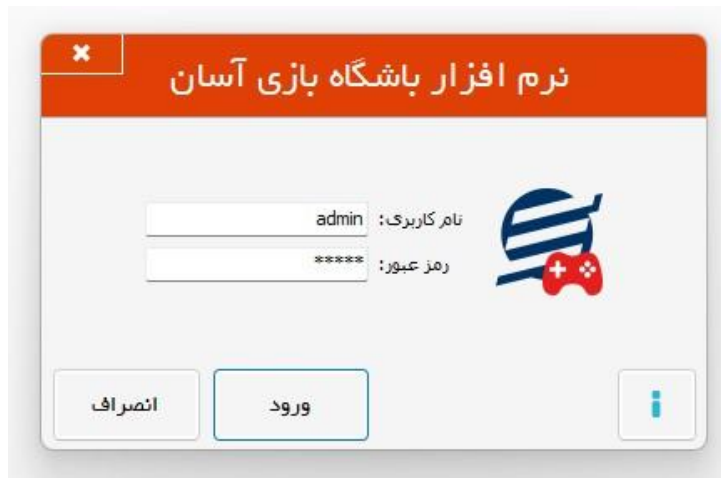 نرم افزار باشگاه بازی آسان
نام کاربری: admin
رمز عبور: *****
ورود
انصراف